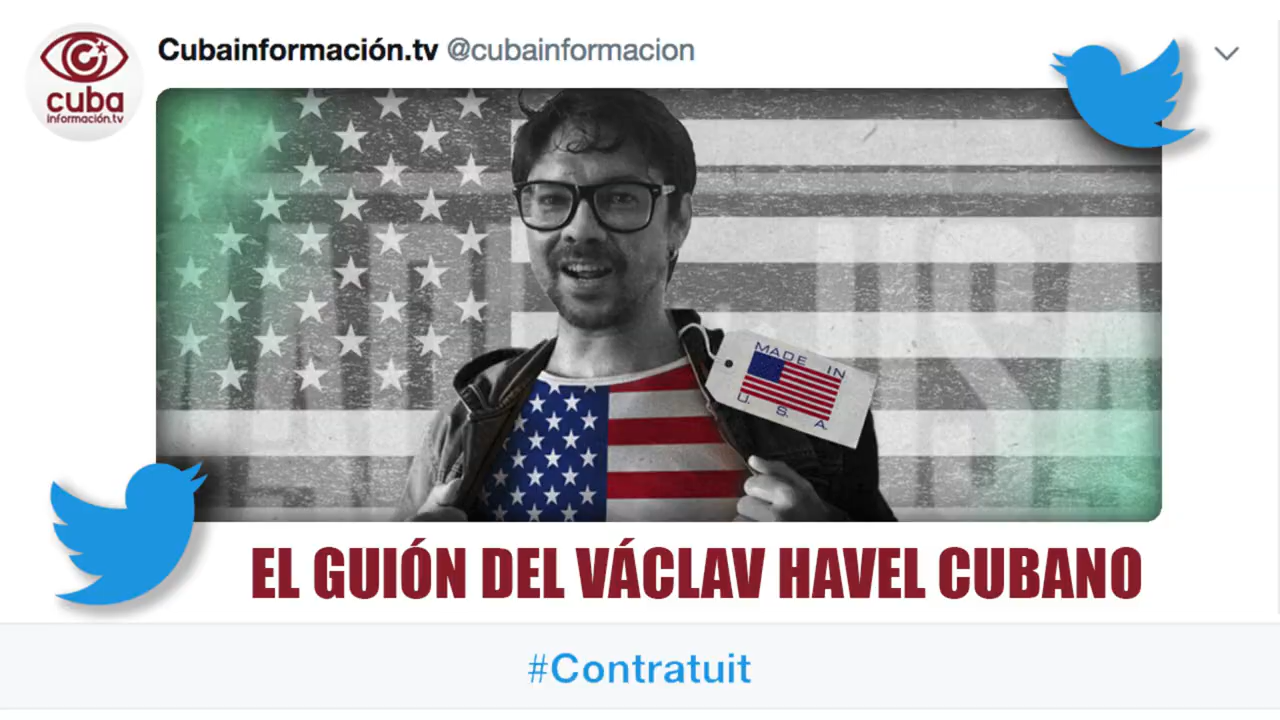 Cubainformación.tv @cubainformacion
cuba
información.tv
MADE IN
U. S. A.
EL GUIÓN DEL VÁCLAV HAVEL CUBANO
#Contratuit